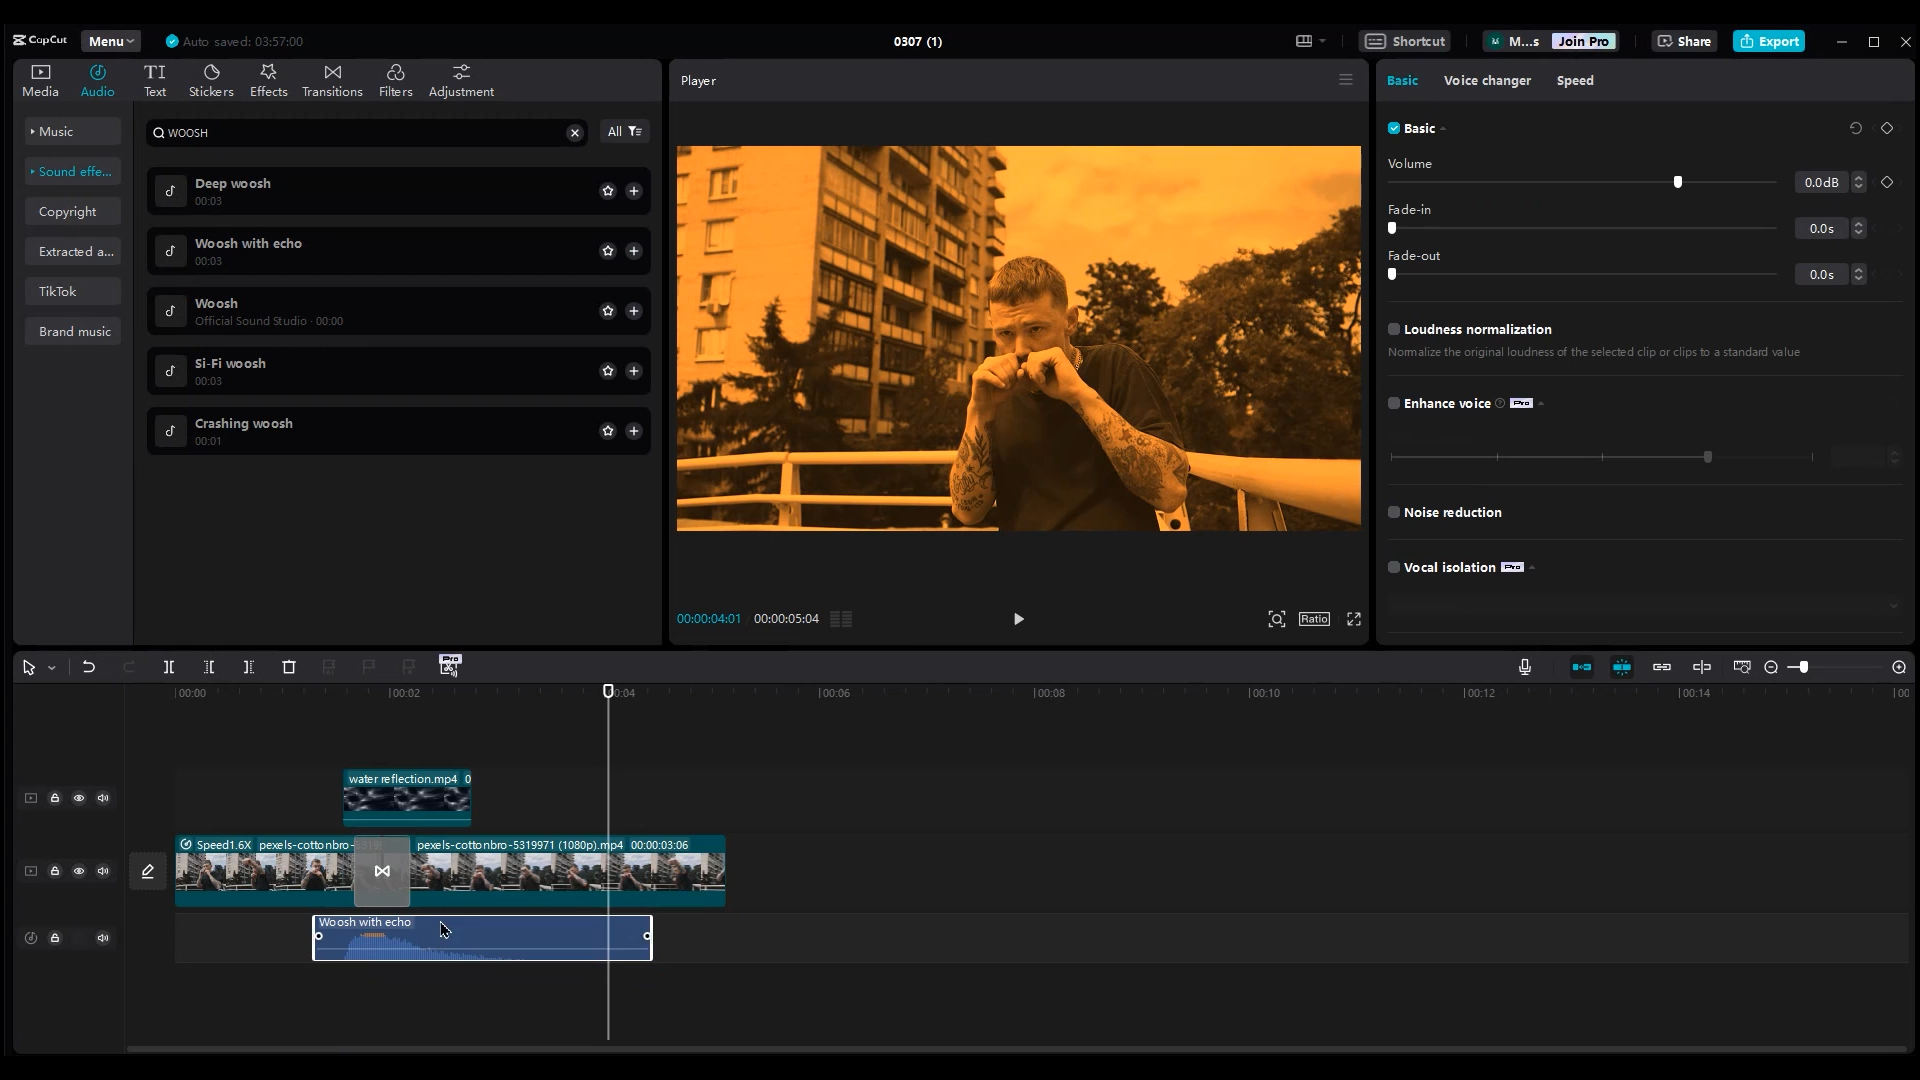 CapCut
Menu
Auto saved: 03:57:00
0307 (1)
Shortcut
M...s
Join Pro
Share
Export
Media
Audio
Text
Stickers
Effects
Transitions
Filters
Adjustment
Music
Sound effe...
Copyright
Extracted a...
TikTok
Brand music
WOOSH
All
Deep woosh
00:03
Woosh with echo
00:03
Woosh
Official Sound Studio · 00:00
Si-Fi woosh
00:03
Crashing woosh
00:01
Player
00:00:04:01
00:00:05:04
Ratio
Basic
Voice changer
Speed
Basic
Volume
0.0dB
Fade-in
0.0s
Fade-out
0.0s
Loudness normalization
Normalize the original loudness of the selected clip or clips to a standard value
Enhance voice
Pro
Noise reduction
Vocal isolation
Pro
Pro
00:00
00:02
00:04
00:06
00:08
00:10
00:12
00:14
00
water reflection.mp4 0
Speed1.6X pexels-cottonbro-
pexels-cottonbro-5319971 (1080p).mp4 00:00:03:06
Woosh with echo